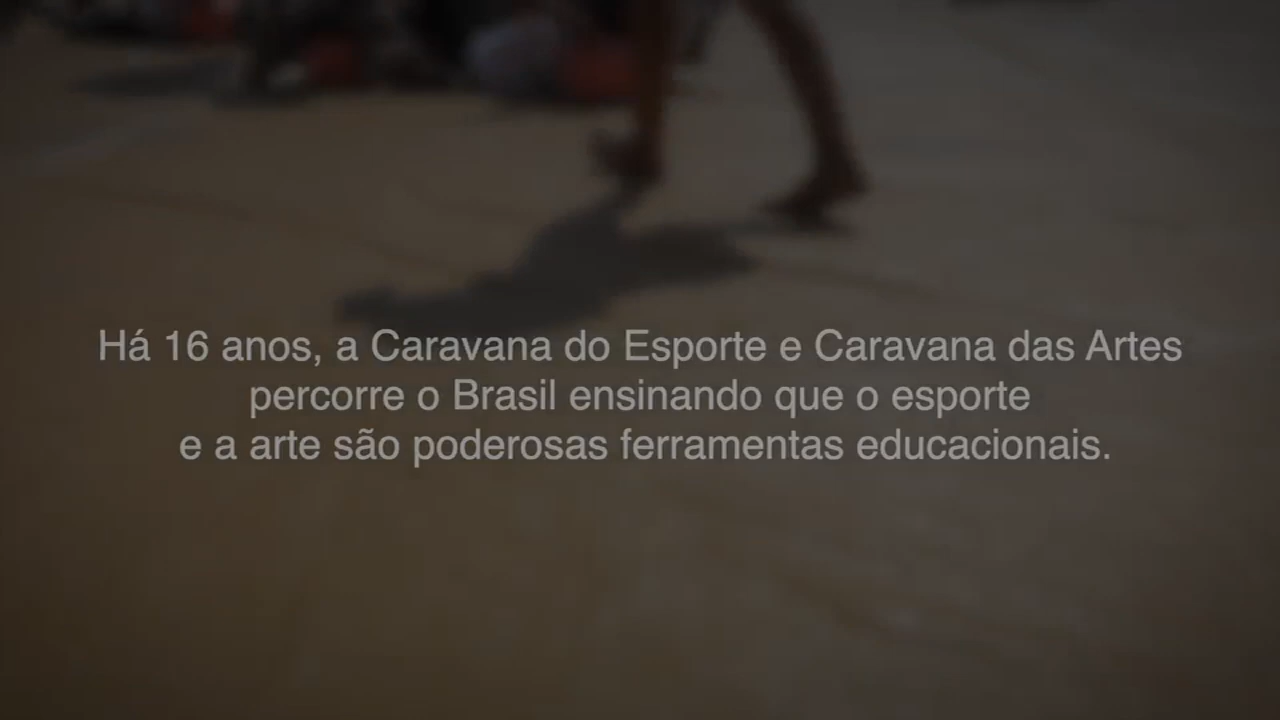 Há 16 anos, a Caravana do Esporte e Caravana das Artes
percorre o Brasil ensinando que o esporte
e a arte são poderosas ferramentas educacionais.